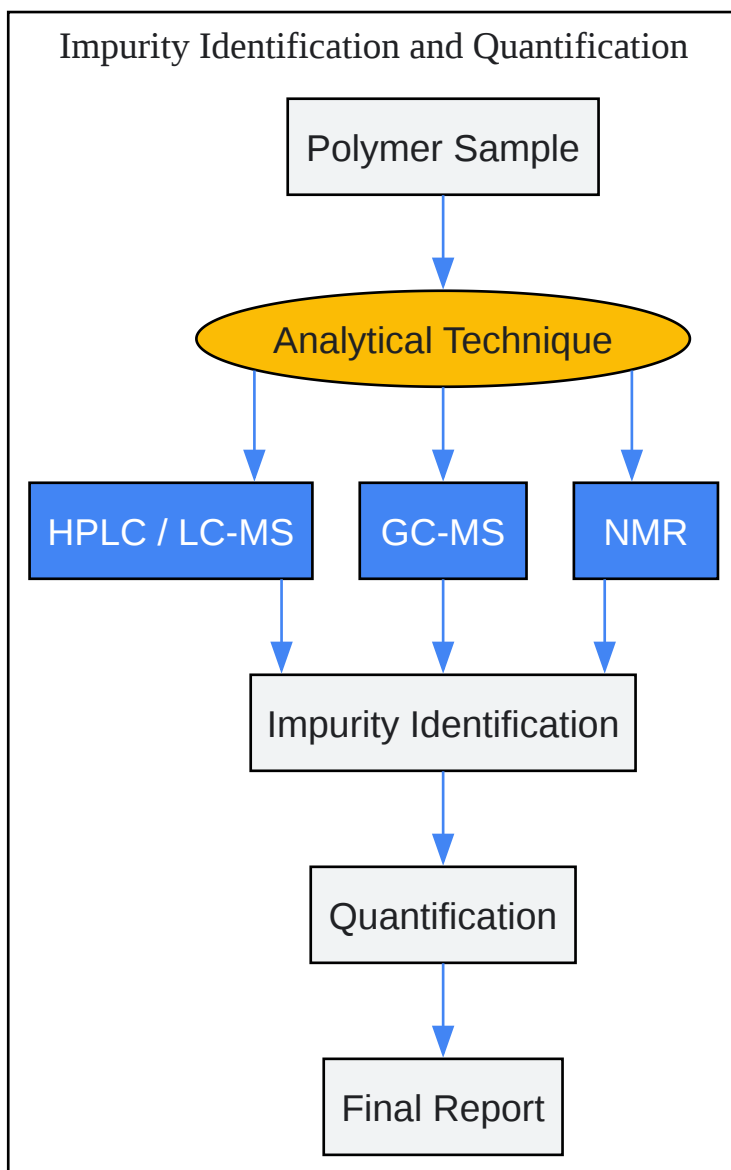 Impurity Identification and Quantification
Polymer Sample
Analytical Technique
HPLC / LC-MS
GC-MS
NMR
Impurity Identification
Quantification
Final Report